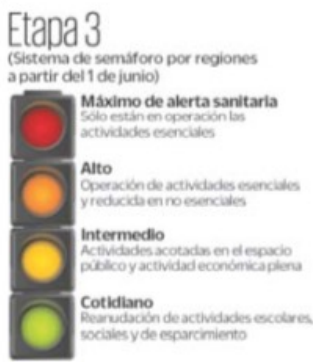 Etapa 3
(Sistema de semáforo por regiones
a partir del 1 de junio)
Máximo de alerta sanitaria
Sólo están en operación las
actividades esenciales
Alto
Operación de actividades esenciales
y reducida en no esenciales
Intermedio
Actividades acotadas en el espacio
público y actividad económica plena
Cotidiano
Reanudación de actividades escolares,
sociales y de esparcimiento